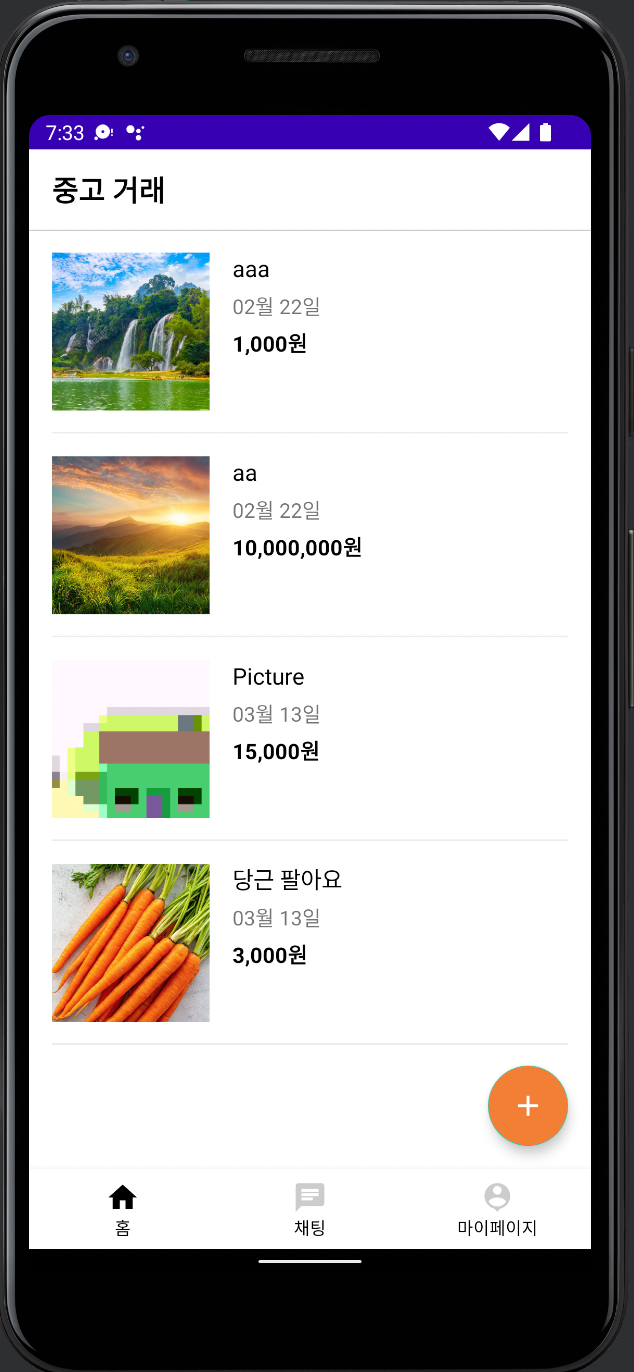 7:33
중고 거래
aaa
02월 22일
1,000원
aa
02월 22일
10,000,000원
Picture
03월 13일
15,000원
당근 팔아요
03월 13일
3,000원
+
홈
채팅
마이페이지